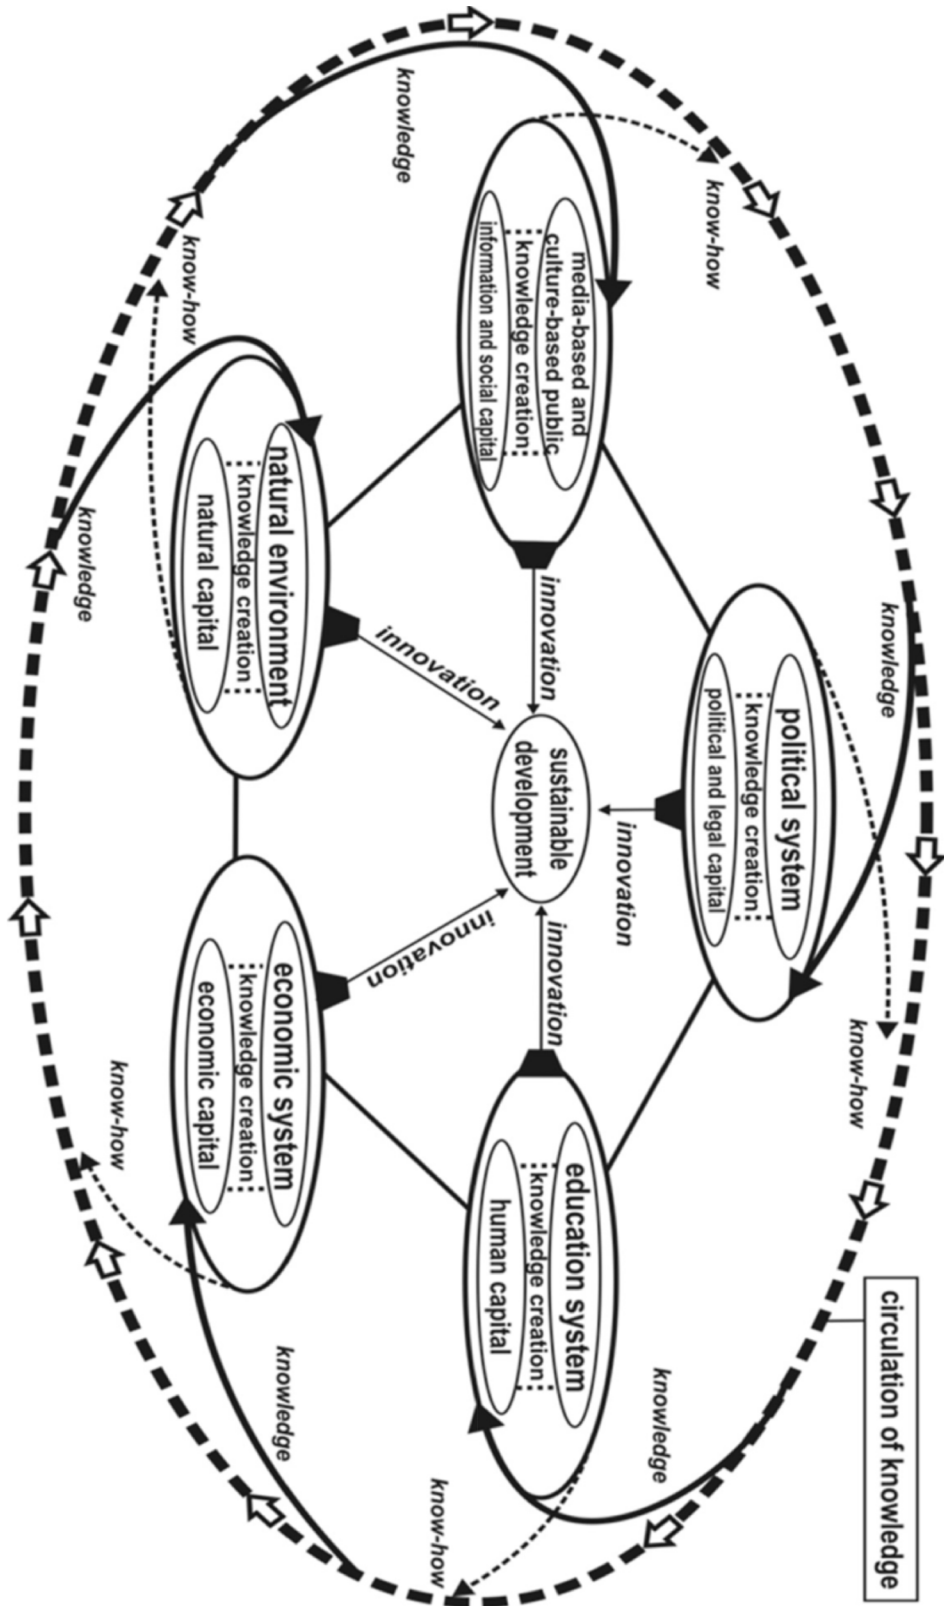 circulation of knowledge
knowledge
know-how
political system
knowledge creation
political and legal capital
innovation
know-how
media-based and
culture-based public
knowledge creation
information and social capital
knowledge
innovation
sustainable
development
innovation
education system
knowledge creation
human capital
knowledge
know-how
know-how
natural environment
knowledge creation
natural capital
knowledge
innovation
innovation
economic system
knowledge creation
economic capital
knowledge
know-how